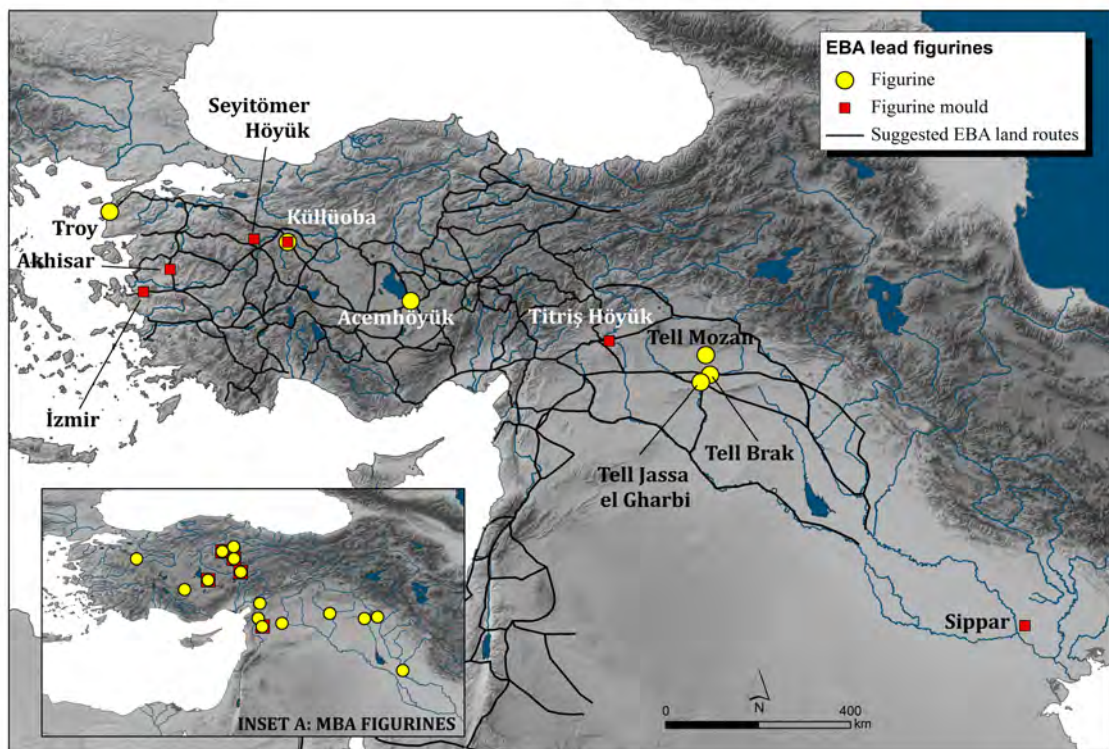 EBA lead figurines
Figurine
Figurine mould
Suggested EBA land routes
Seyitömer
Höyük
Küllüoba
Troy
Akhisar
Acemhöyük
Titriş Höyük
Tell Mozan
İzmir
Tell Brak
Tell Jassa
el Gharbi
Sippar
INSET A: MBA FIGURINES
N
0
400
km